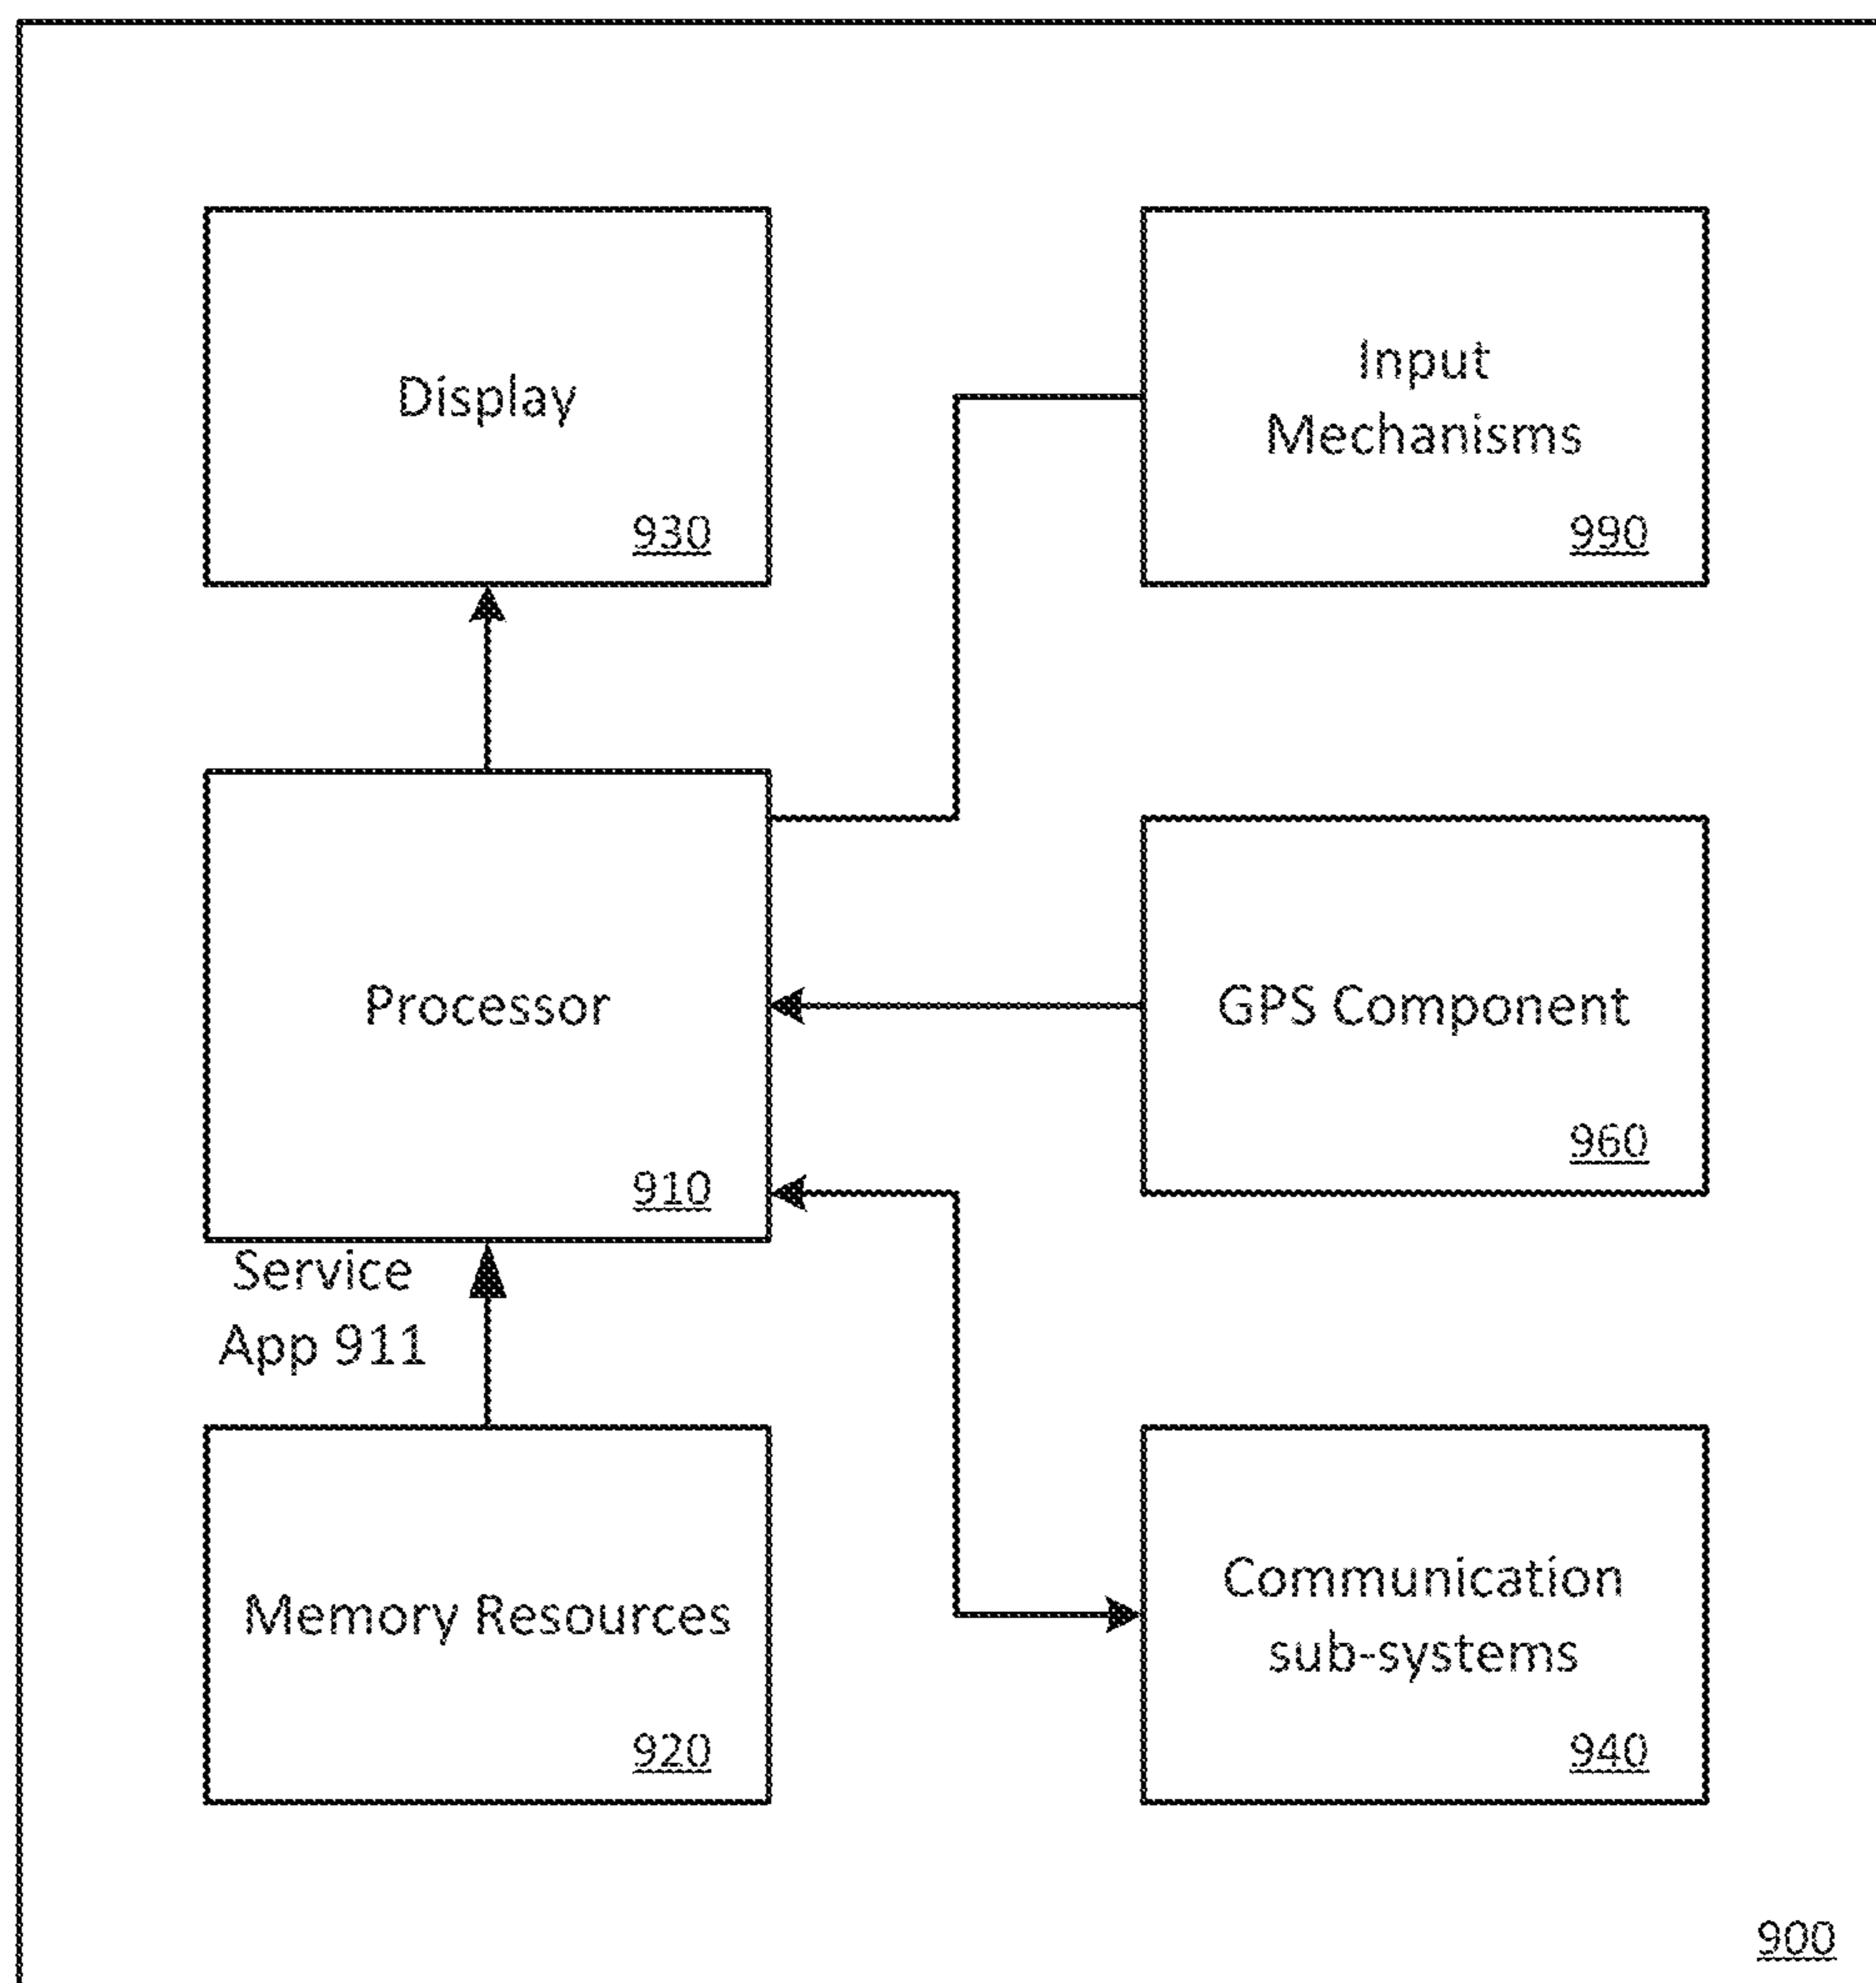 Display
930
Input
Mechanisms
990
Processor
910
GPS Component
960
Service
App 911
Memory Resources
920
Communication
sub-systems
940
900